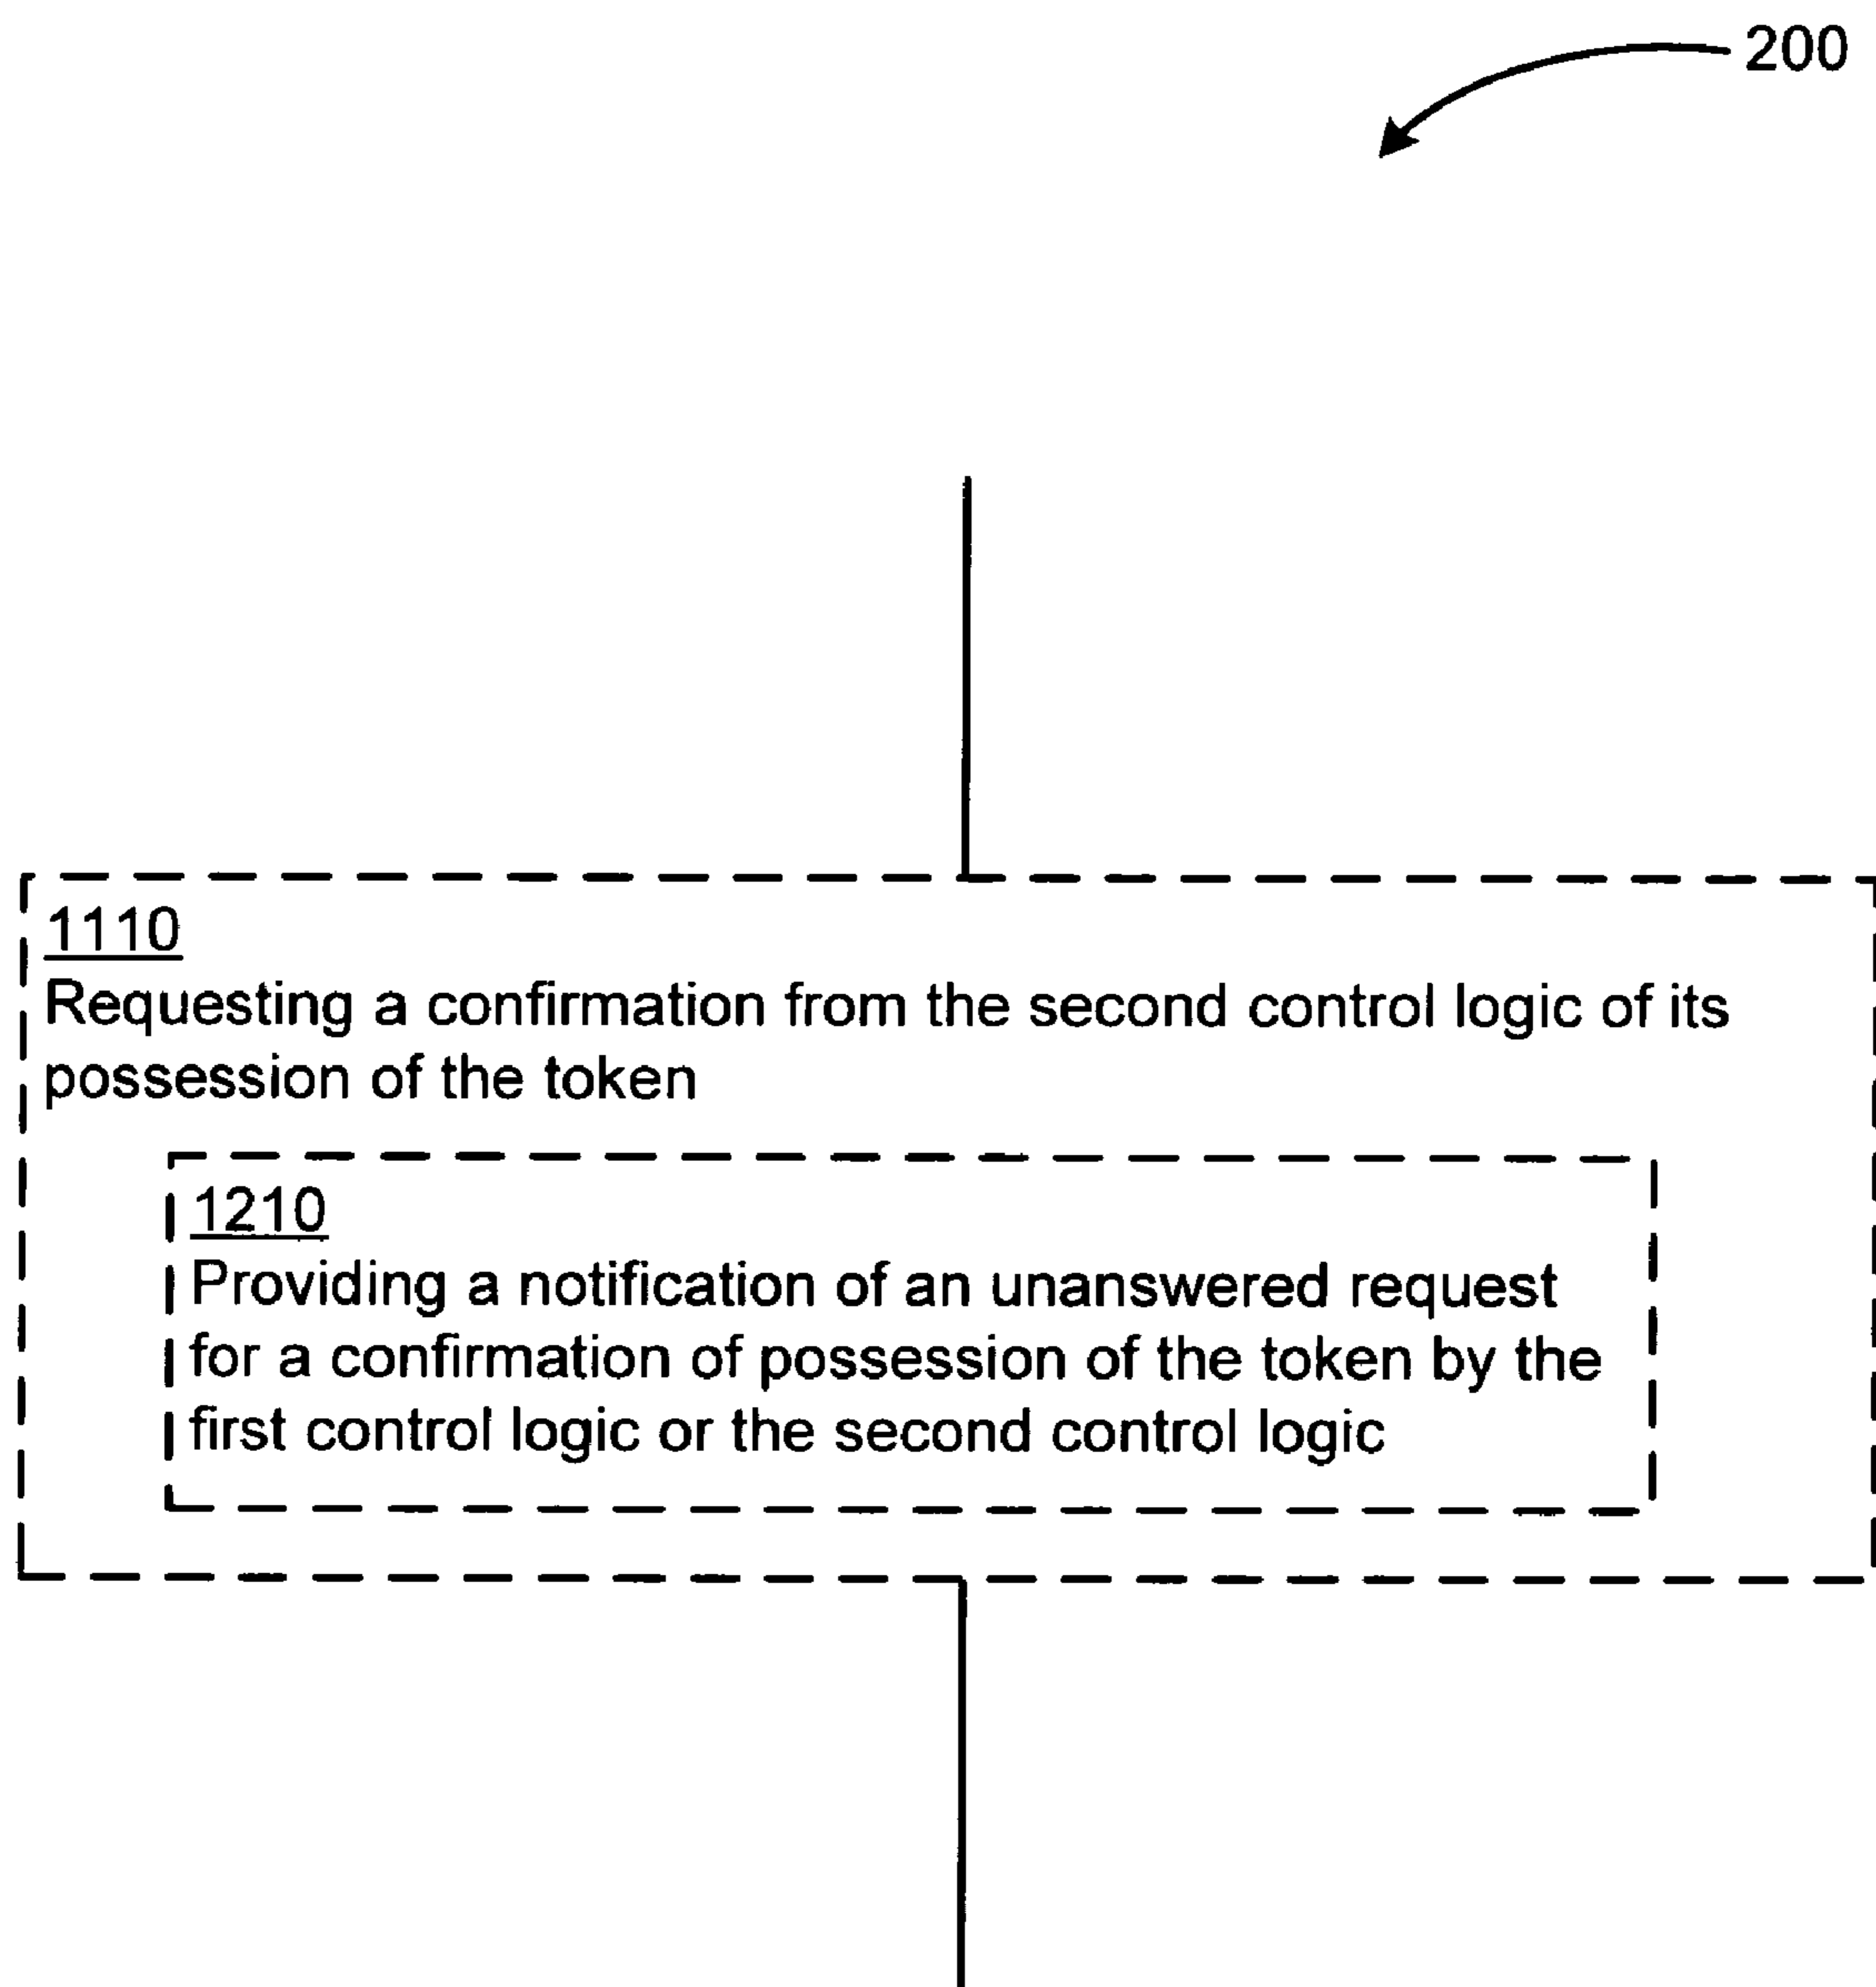 200
1110
Requesting a confirmation from the second control logic of its
possession of the token
1210
Providing a notification of an unanswered request
for a confirmation of possession of the token by the
first control logic or the second control logic